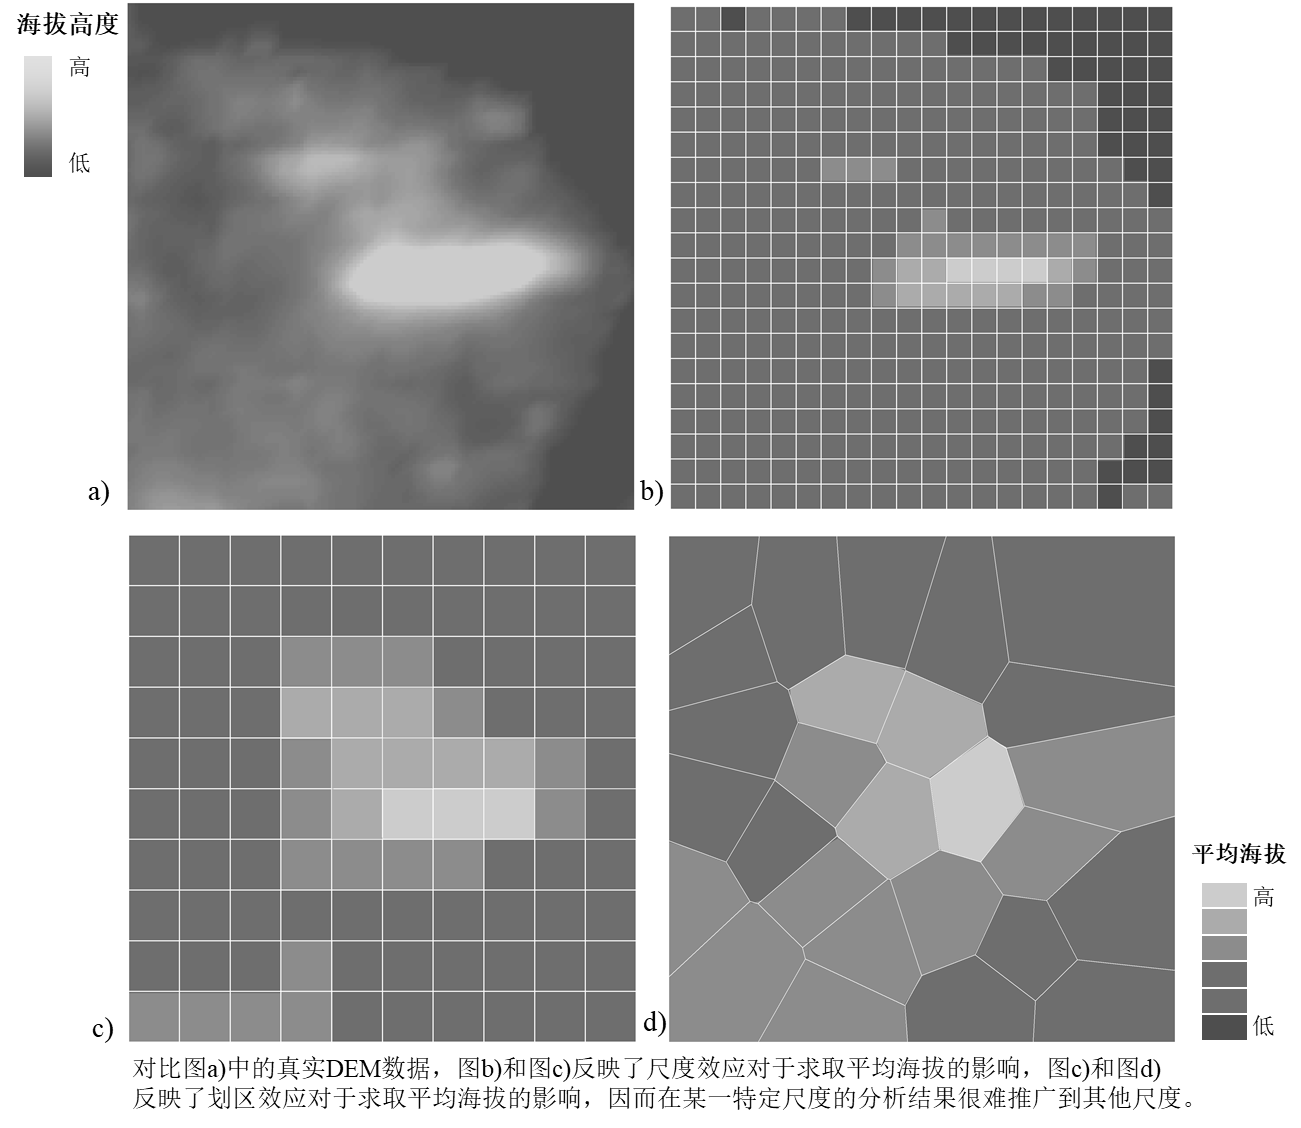 海拔高度
高
低
a)
b)
c)
d)
平均海拔
高
低
对比图a)中的真实DEM数据，图b)和图c)反映了尺度效应对于求取平均海拔的影响，图c)和图d)
反映了划区效应对于求取平均海拔的影响，因而在某一特定尺度的分析结果很难推广到其他尺度。